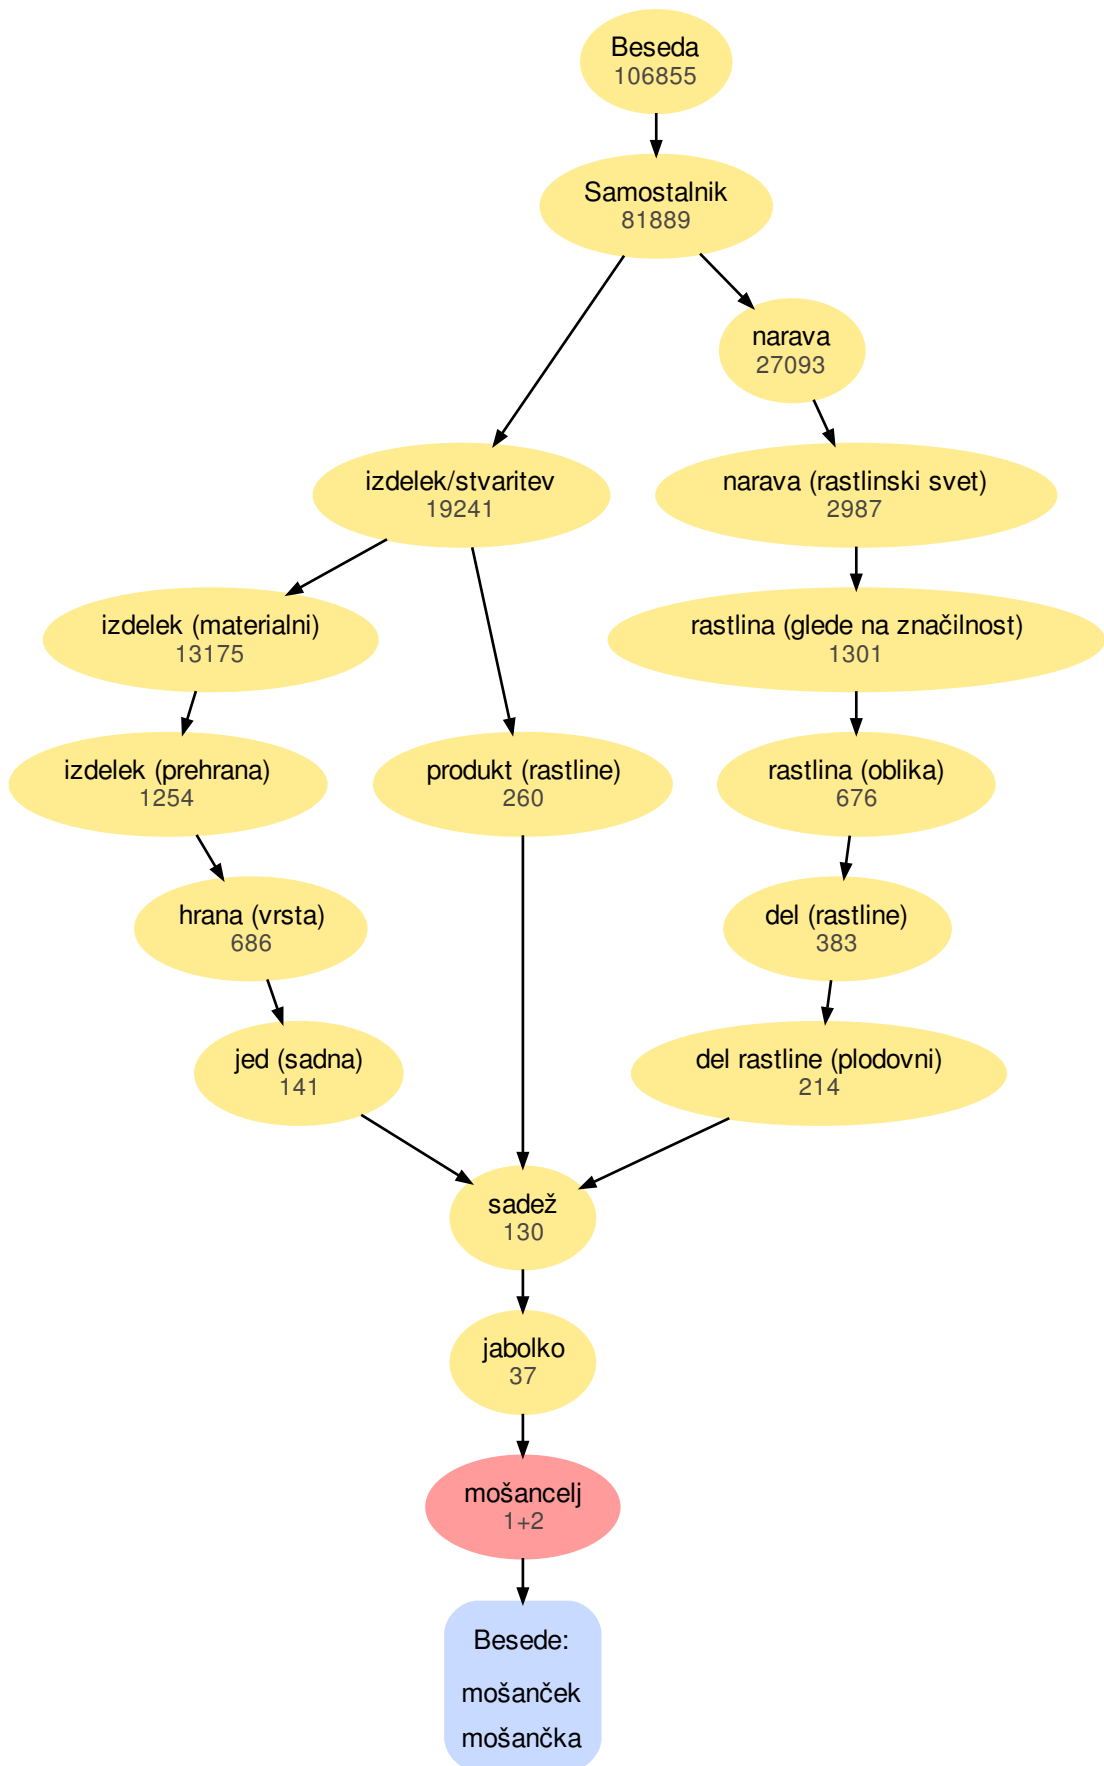 Beseda
106855
Samostalnik
81889
narava
27093
izdelek/stvaritev
19241
narava (rastlinski svet)
2987
izdelek (materialni)
13175
rastlina (glede na značilnost)
1301
izdelek (prehrana)
1254
produkt (rastline)
260
rastlina (oblika)
676
hrana (vrsta)
686
del (rastline)
383
jed (sadna)
141
del rastline (plodovni)
214
sadež
130
jabolko
37
mošancelj
1+2
Besede:
mošanček
mošančka